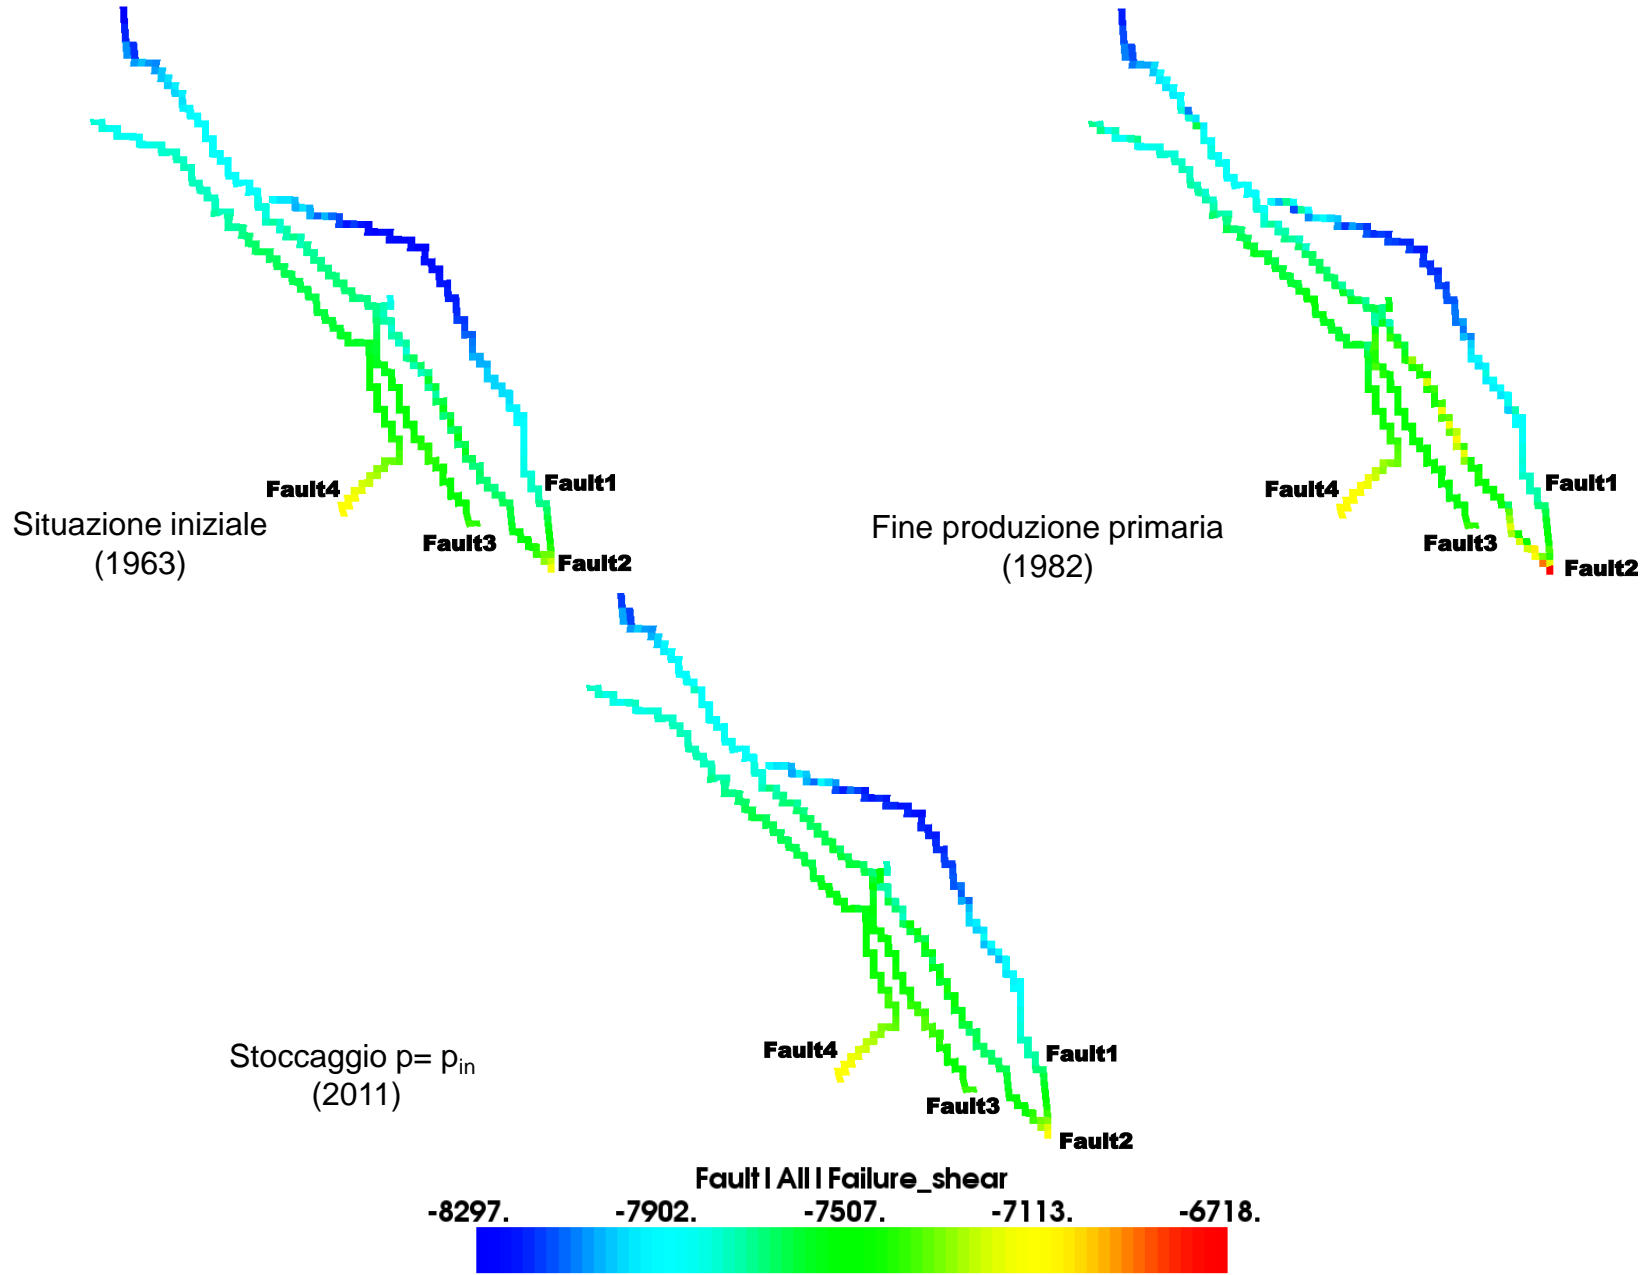 Fault4
Fault1
Situazione iniziale
(1963)
Fault3
Fault2
Fault4
Fault1
Fine produzione primaria
(1982)
Fault3
Fault2
Stoccaggio p= pin
(2011)
Fault4
Fault1
Fault3
Fault2
Fault | All | Failure_shear
-8297. -7902. -7507. -7113. -6718.